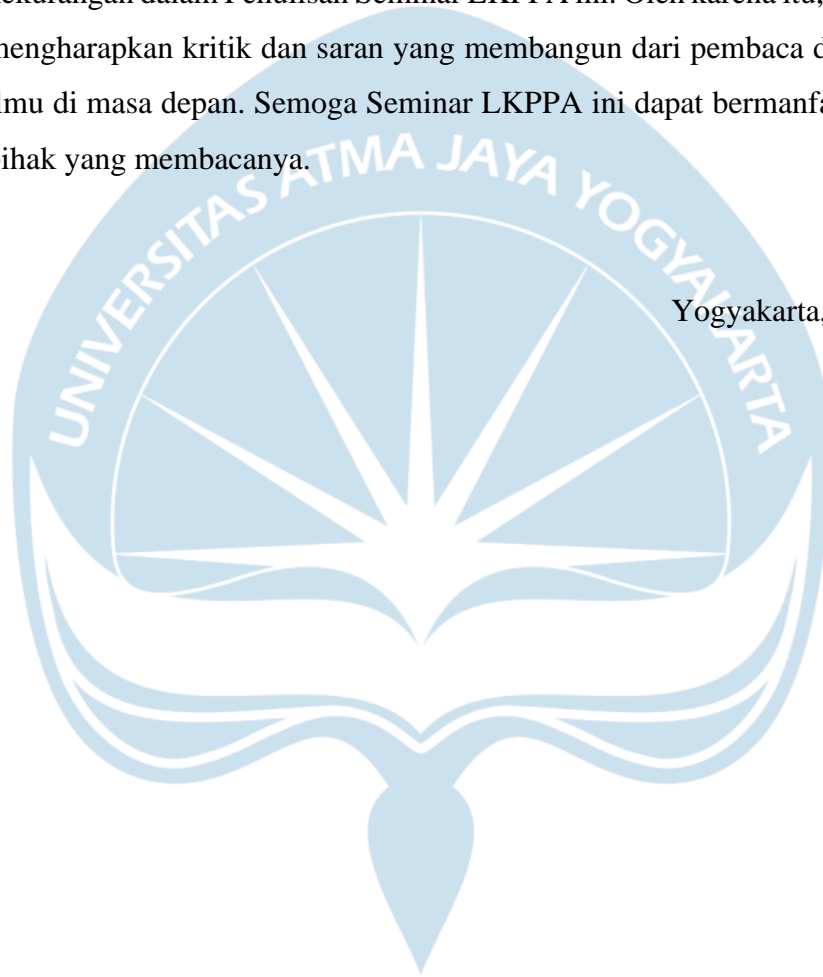 kekurangan dalam Penulisan Seminar LKPPA ini. Oleh karena itu,
mengharapkan kritik dan saran yang membangun dari pembaca d
ilmu di masa depan. Semoga Seminar LKPPA ini dapat bermanfa
pihak yang membacanya.
UNIVERSITAS ATMA JAYA YOGYAKARTA
Yogyakarta,